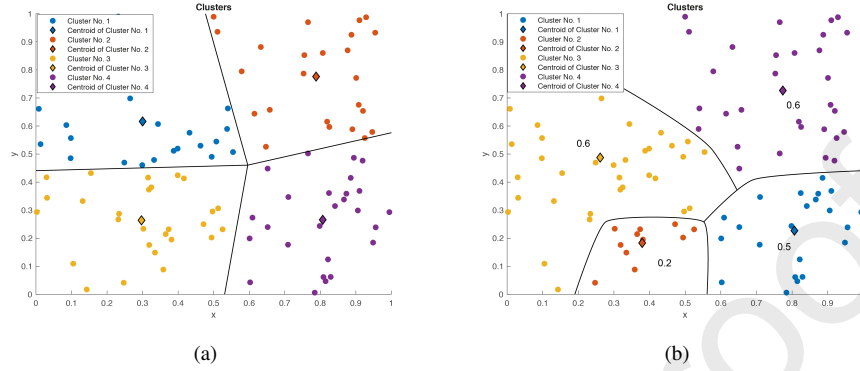 Clusters
Cluster No. 1
Centroid of Cluster No. 1
Cluster No. 2
Centroid of Cluster No. 2
Cluster No. 3
Centroid of Cluster No. 3
Cluster No. 4
Centroid of Cluster No. 4
1
0.9
0.8
0.7
0.6
0.5
0.4
0.3
0.2
0.1
0
y
0 0.1 0.2 0.3 0.4 0.5 0.6 0.7 0.8 0.9 1
x
(a)
Clusters
Cluster No. 1
Centroid of Cluster No. 1
Cluster No. 2
Centroid of Cluster No. 2
Cluster No. 3
Centroid of Cluster No. 3
Cluster No. 4
Centroid of Cluster No. 4
1
0.9
0.8
0.7
0.6
0.5
0.4
0.3
0.2
0.1
0
y
0.6
0.6
0.5
0.2
0 0.1 0.2 0.3 0.4 0.5 0.6 0.7 0.8 0.9
x
(b)